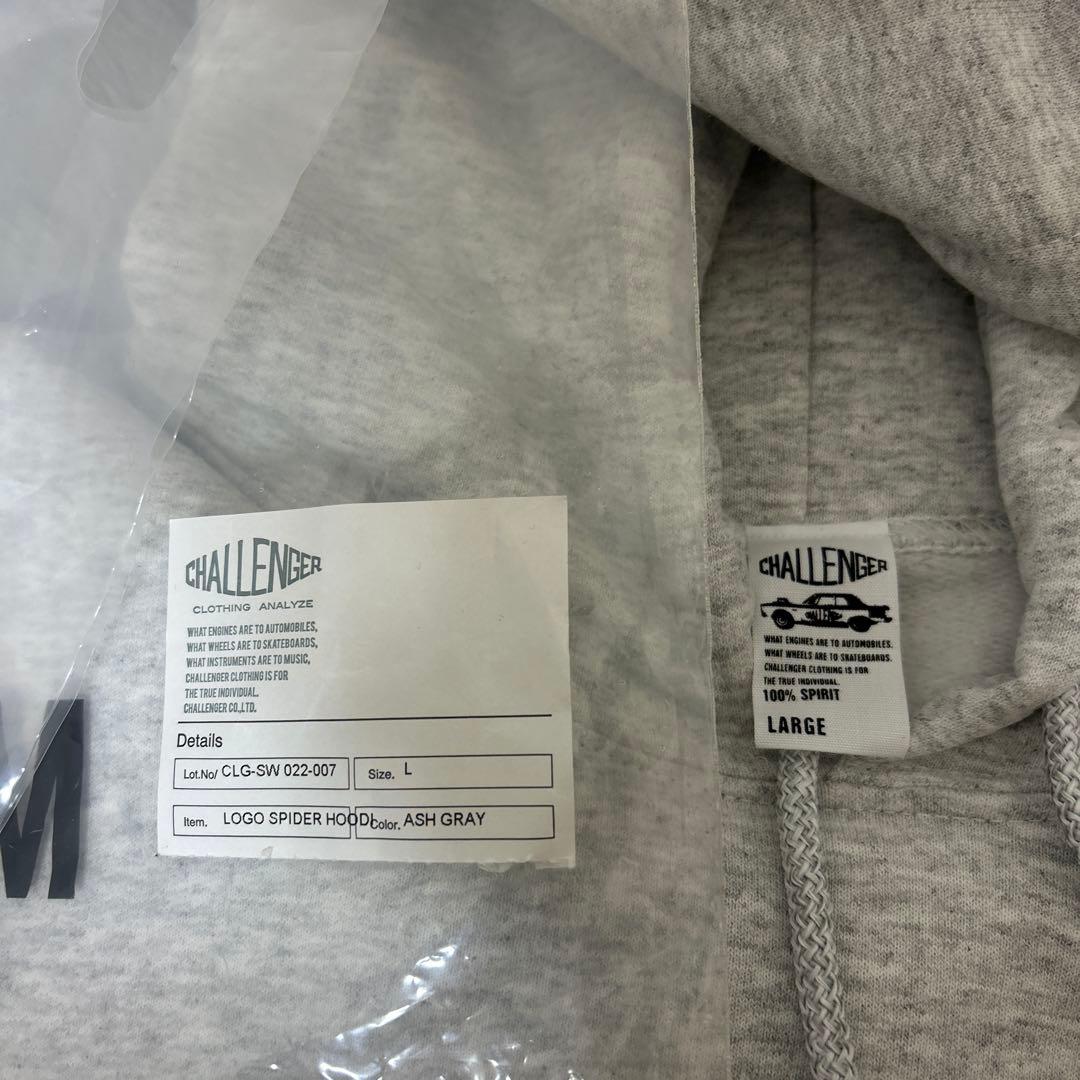 CHALLENGER
CLOTHING ANALYZE
WHAT ENGINES ARE TO AUTOMOBILES,
WHAT WHEELS ARE TO SKATEBOARDS,
WHAT INSTRUMENTS ARE TO MUSIC,
CHALLENGER CLOTHING IS FOR
THE TRUE INDIVIDUAL.
CHALLENGER CO.,LTD.
Details
Lot.No/ CLG-SW 022-007
Size. L
Item. LOGO SPIDER HOODI
Color. ASH GRAY
M
CHALLENGER
WHAT ENGINES ARE TO AUTOMOBILES.
WHAT WHEELS ARE TO SKATEBOARDS.
CHALLENGER CLOTHING IS FOR
THE TRUE INDIVIDUAL.
100% SPIRIT
LARGE